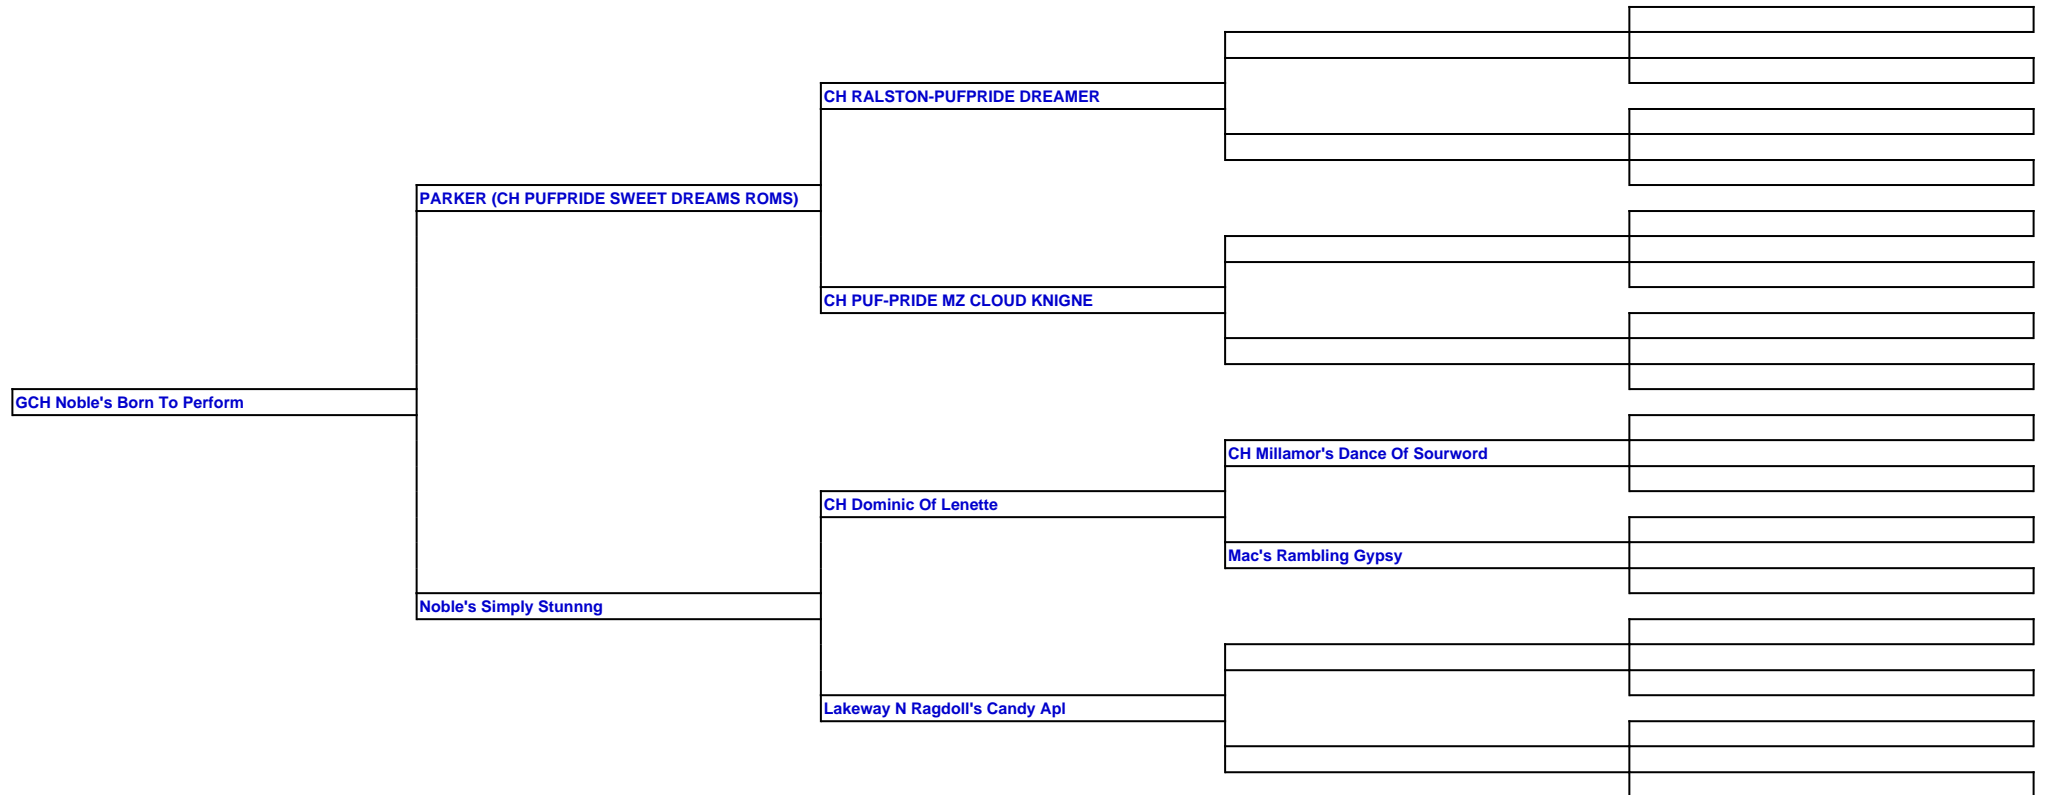 CH RALSTON-PUFPRIDE DREAMER
PARKER (CH PUFPRIDE SWEET DREAMS ROMS)
CH PUF-PRIDE MZ CLOUD KNIGNE
GCH Noble's Born To Perform
CH Millamor's Dance Of Sourword
CH Dominic Of Lenette
Mac's Rambling Gypsy
Noble's Simply Stunnng
Lakeway N Ragdoll's Candy Apl